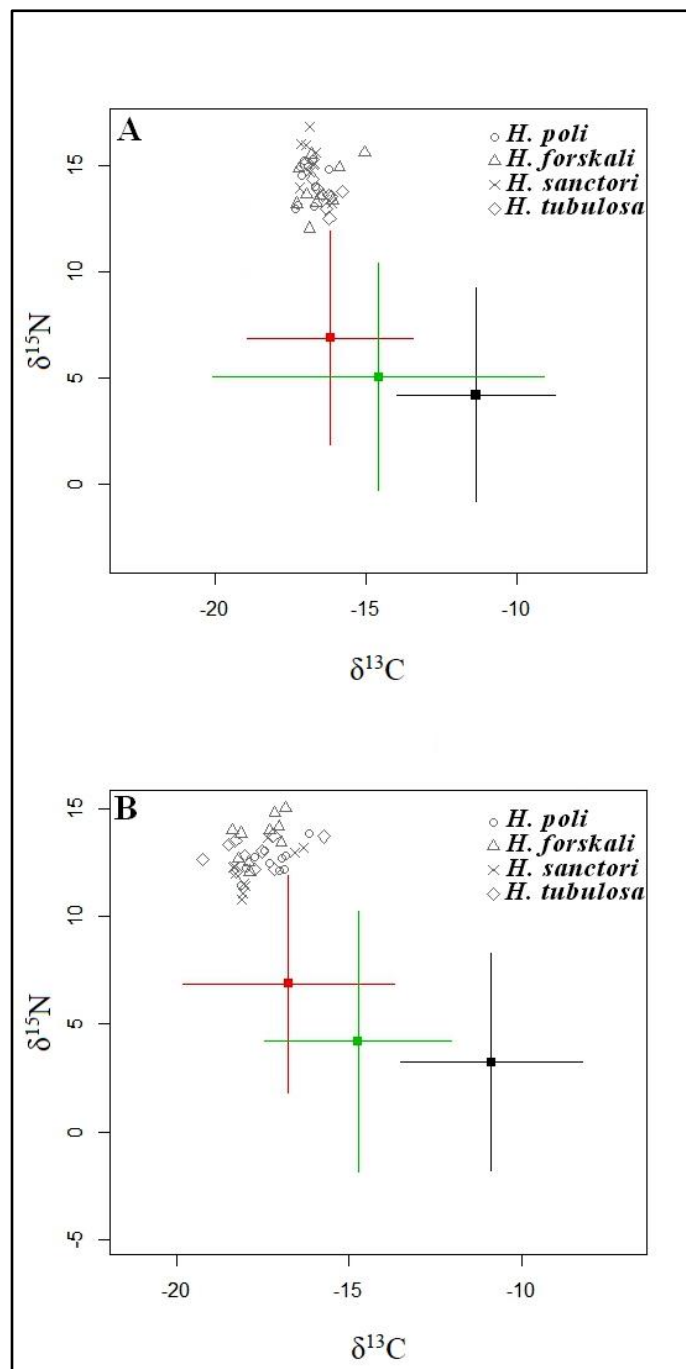 A
H. poli
H. forskali
H. sanctori
H. tubulosa
15
10
5
0
δ¹⁵N
-20 -15 -10
δ¹³C
B
H. poli
H. forskali
H. sanctori
H. tubulosa
15
10
5
0
-5
δ¹⁵N
-20 -15 -10
δ¹³C